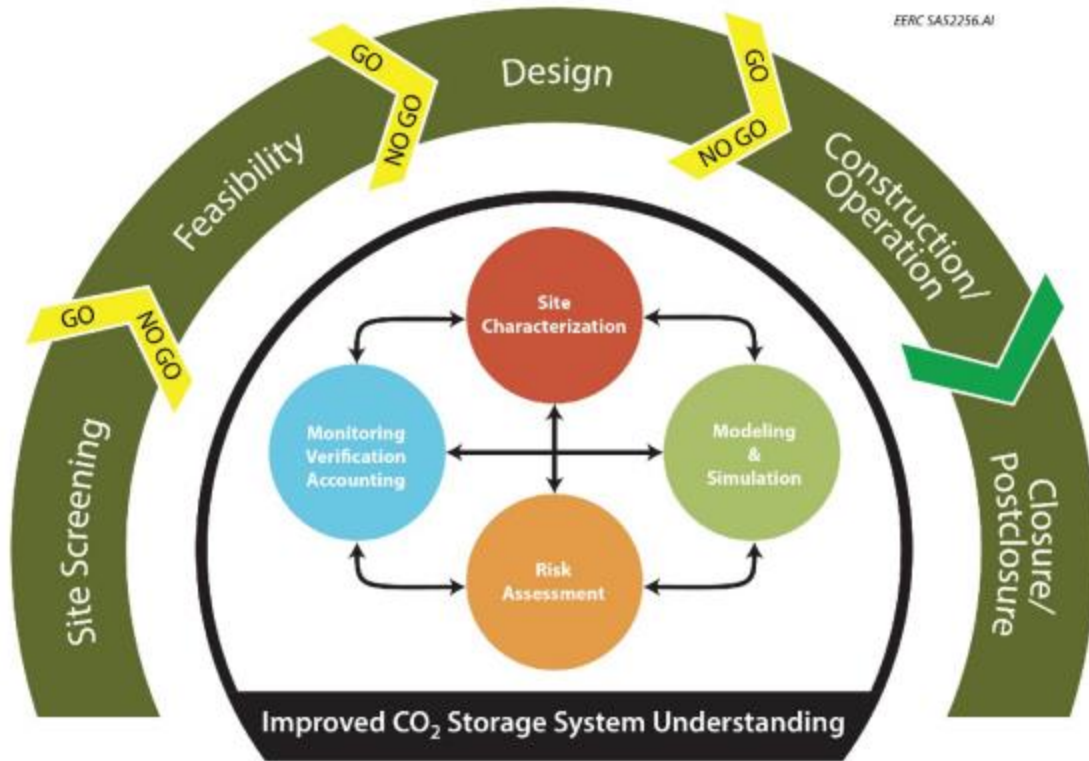 EERC SA52256.AI
Site Screening
GO
NO GO
Feasibility
GO
NO GO
Design
GO
NO GO
Construction/
Operation
Closure/
Postclosure
Site
Characterization
Monitoring
Verification
Accounting
Modeling
&
Simulation
Risk
Assessment
Improved CO₂ Storage System Understanding